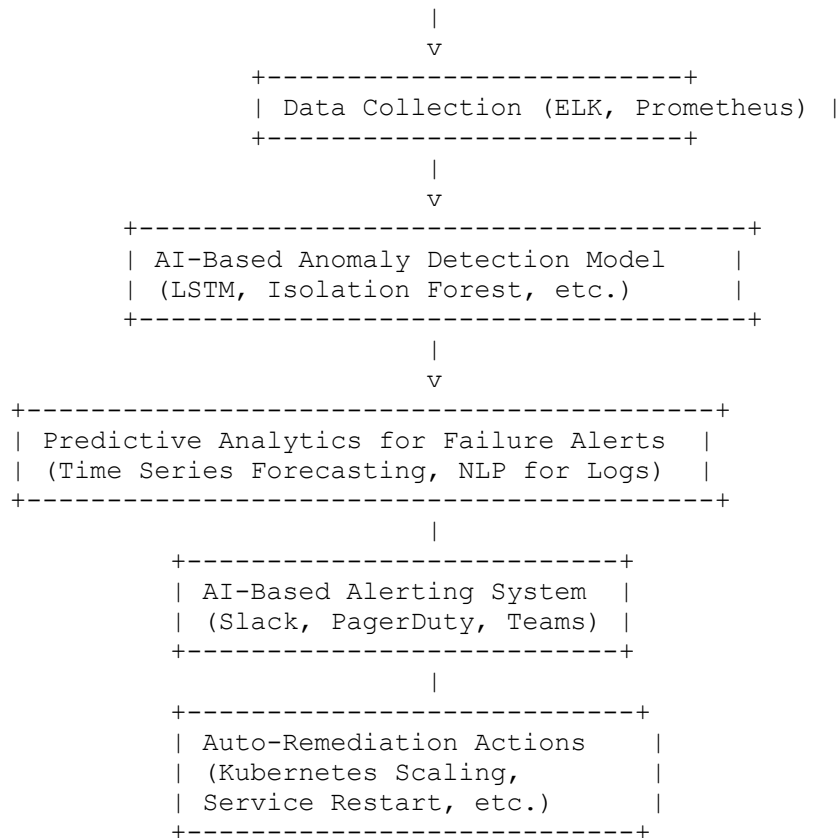 |
v
+---------------------------+
| Data Collection (ELK, Prometheus) |
+---------------------------+
|
v
+--------------------------------------+
| AI-Based Anomaly Detection Model |
| (LSTM, Isolation Forest, etc.) |
+--------------------------------------+
|
v
+-------------------------------------------+
| Predictive Analytics for Failure Alerts |
| (Time Series Forecasting, NLP for Logs) |
+-------------------------------------------+
|
+---------------------------+
| AI-Based Alerting System |
| (Slack, PagerDuty, Teams) |
+---------------------------+
|
+----------------------------+
| Auto-Remediation Actions |
| (Kubernetes Scaling, |
| Service Restart, etc.) |
+----------------------------+